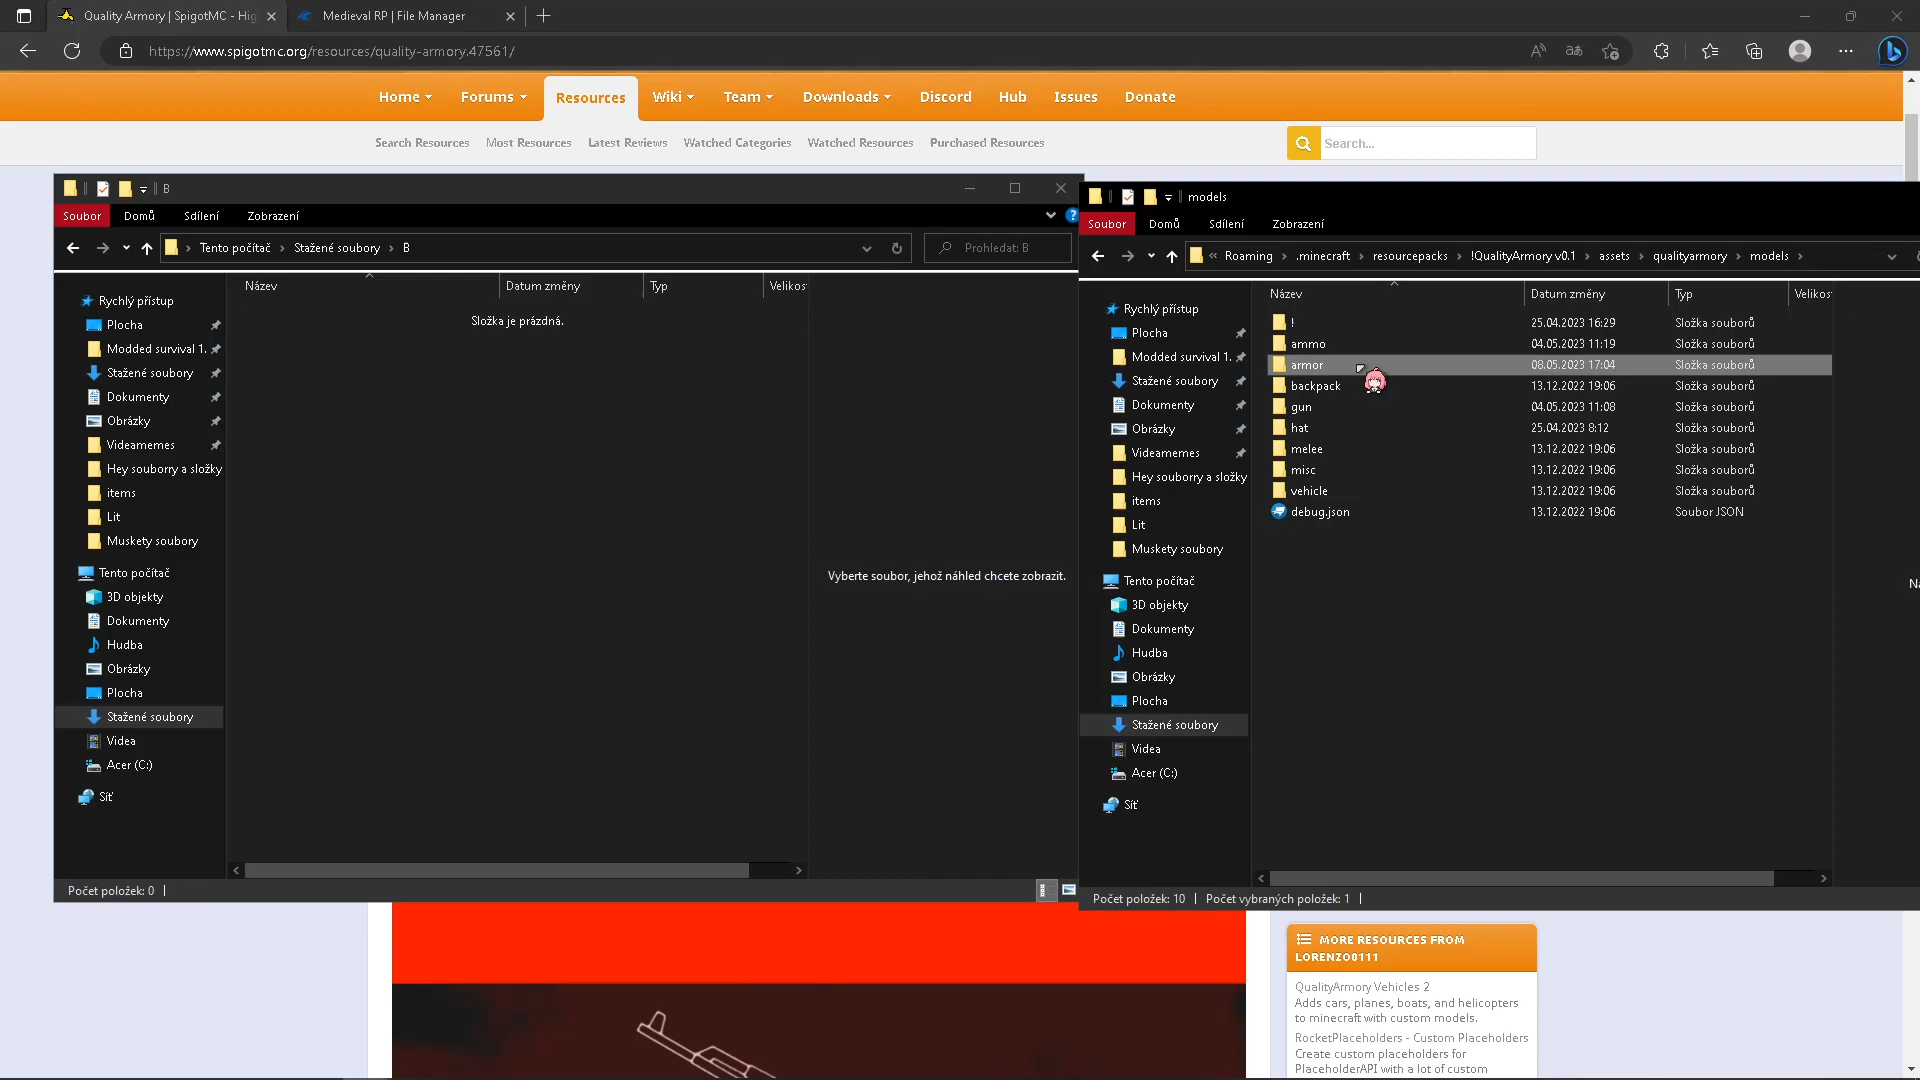 Quality Armory | SpigotMC - Hig
Medieval RP | File Manager
https://www.spigotmc.org/resources/quality-armory.47561/
Home
Forums
Resources
Wiki
Team
Downloads
Discord
Hub
Issues
Donate
Search Resources
Most Resources
Latest Reviews
Watched Categories
Watched Resources
Purchased Resources
Search...
B
Soubor
Domů
Sdílení
Zobrazení
Tento počítač › Stažené soubory › B
Prohledat: B
Název
Datum změny
Typ
Velikos
Složka je prázdná.
Vyberte soubor, jehož náhled chcete zobrazit.
Rychlý přístup
Plocha
Modded survival 1.
Stažené soubory
Dokumenty
Obrázky
Videamemes
Hey souborry a složky
items
Lit
Muskety soubory
Tento počítač
3D objekty
Dokumenty
Hudba
Obrázky
Plocha
Stažené soubory
Videa
Acer (C:)
Síť
Počet položek: 0
models
Soubor
Domů
Sdílení
Zobrazení
« Roaming › .minecraft › resourcepacks › !QualityArmory v0.1 › assets › qualityarmory › models ›
Rychlý přístup
Plocha
Modded survival 1.
Stažené soubory
Dokumenty
Obrázky
Videamemes
Hey souborry a složky
items
Lit
Muskety soubory
Tento počítač
3D objekty
Dokumenty
Hudba
Obrázky
Plocha
Stažené soubory
Videa
Acer (C:)
Síť
Název Datum změny Typ Velikos
! 25.04.2023 16:29 Složka souborů
ammo 04.05.2023 11:19 Složka souborů
armor 08.05.2023 17:04 Složka souborů
backpack 13.12.2022 19:06 Složka souborů
gun 04.05.2023 11:08 Složka souborů
hat 25.04.2023 8:12 Složka souborů
melee 13.12.2022 19:06 Složka souborů
misc 13.12.2022 19:06 Složka souborů
vehicle 13.12.2022 19:06 Složka souborů
debug.json 13.12.2022 19:06 Soubor JSON
Na
Počet položek: 10
Počet vybraných položek: 1
MORE RESOURCES FROM
LORENZO0111
QualityArmory Vehicles 2
Adds cars, planes, boats, and helicopters
to minecraft with custom models.
RocketPlaceholders - Custom Placeholders
Create custom placeholders for
PlaceholderAPI with a lot of custom